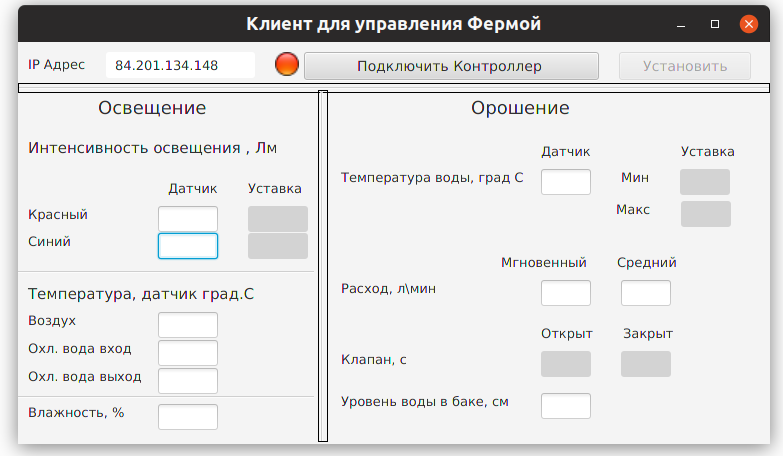 Клиент для управления Фермой
IP Адрес 84.201.134.148 Подключить Контроллер Установить
Освещение
Интенсивность освещения , Лм
Датчик Уставка
Красный
Синий
Температура, датчик град.С
Воздух
Охл. вода вход
Охл. вода выход
Влажность, %
Орошение
Датчик Уставка
Температура воды, град С Мин
Макс
Мгновенный Средний
Расход, л\мин
Открыт Закрыт
Клапан, с
Уровень воды в баке, см